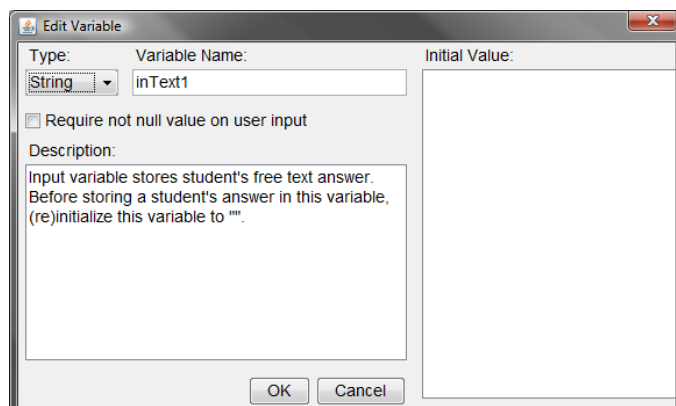 Edit Variable
Type: Variable Name: Initial Value:
String inText1
Require not null value on user input
Description:
Input variable stores student's free text answer.
Before storing a student's answer in this variable,
(re)initialize this variable to "".
OK Cancel